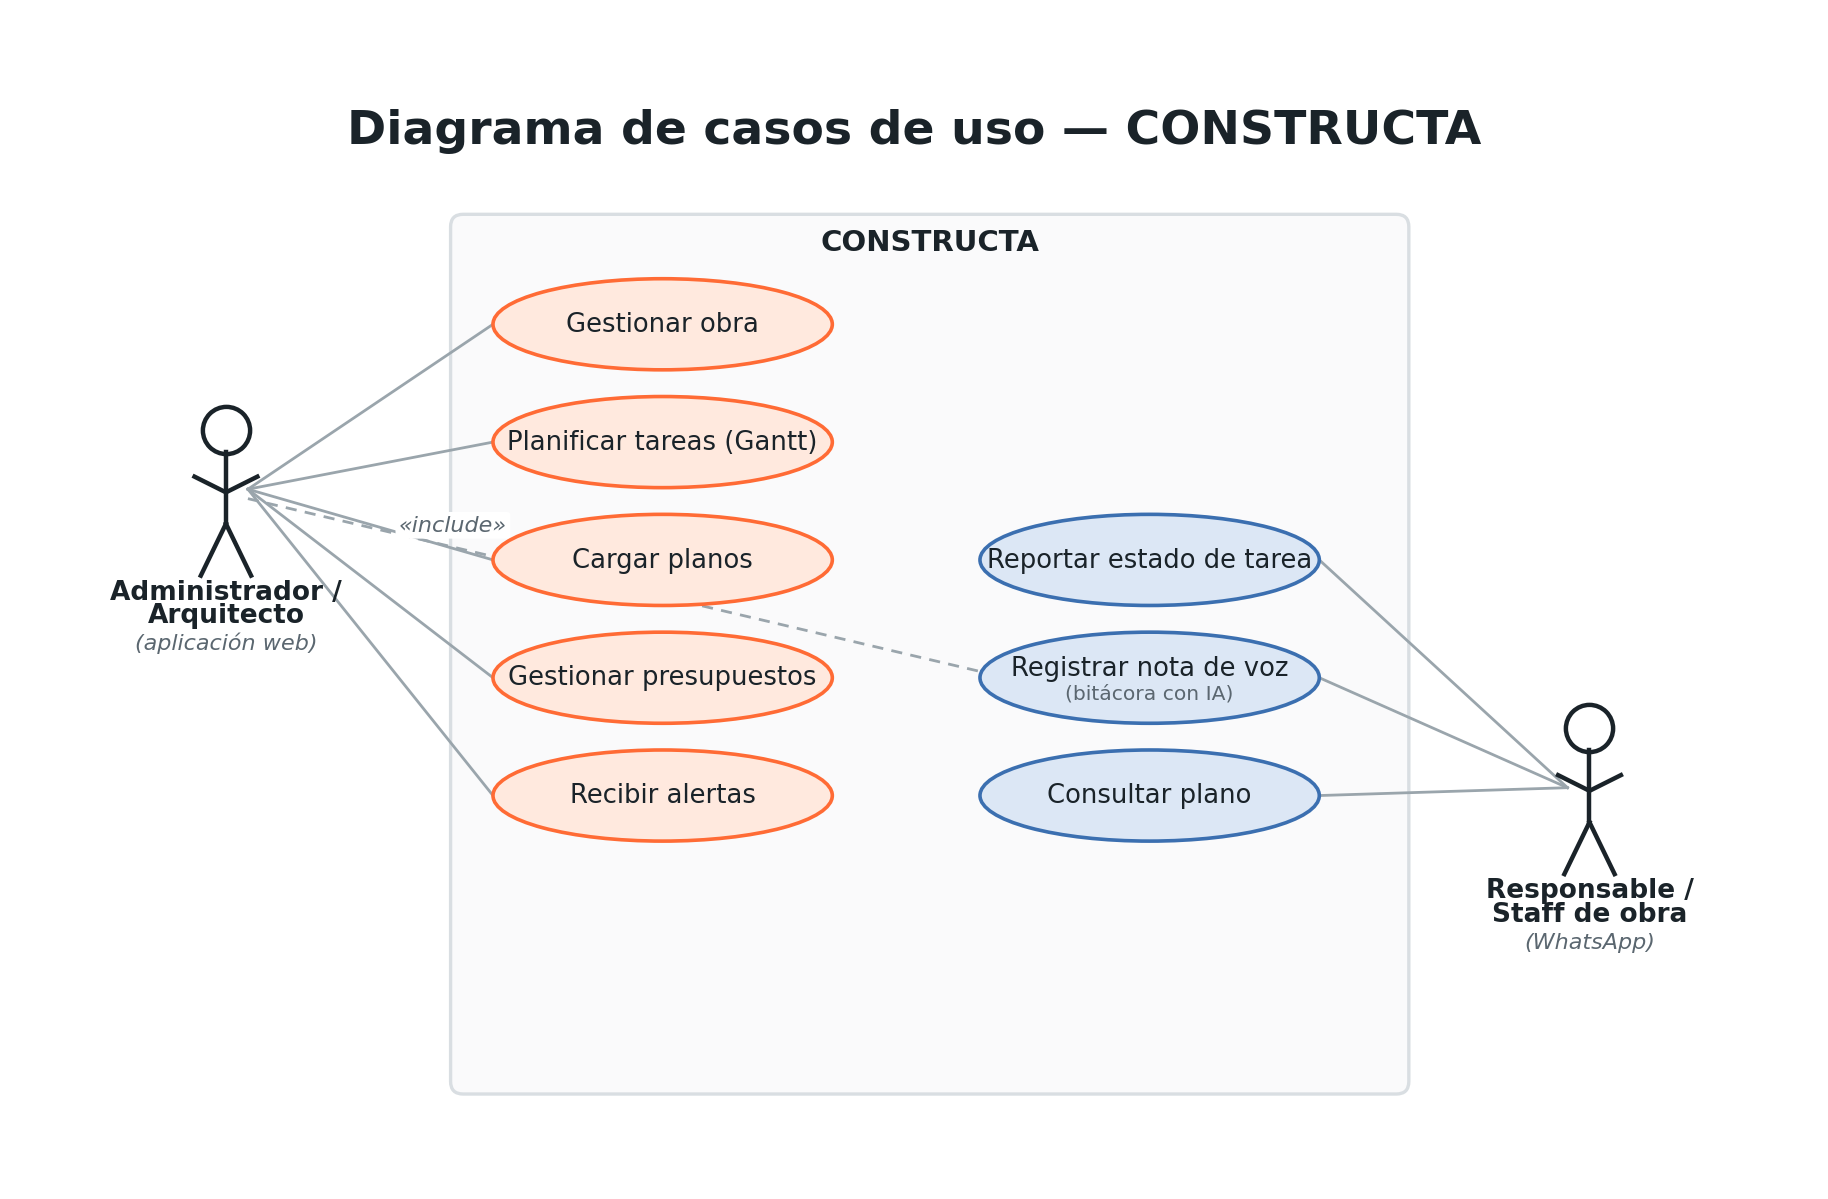 Diagrama de casos de uso — CONSTRUCTA
CONSTRUCTA
Gestionar obra
Planificar tareas (Gantt)
«include»
Cargar planos
Reportar estado de tarea
Administrador /
Arquitecto
(aplicación web)
Gestionar presupuestos
Registrar nota de voz
(bitácora con IA)
Recibir alertas
Consultar plano
Responsable /
Staff de obra
(WhatsApp)